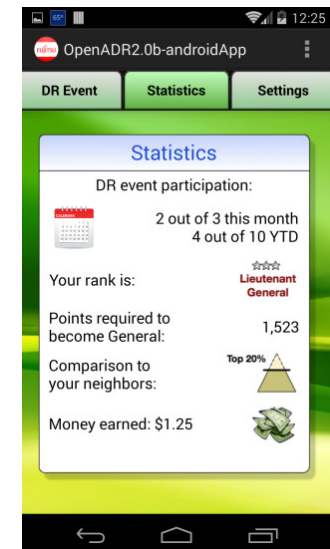 65°
12:25
FUJITSU OpenADR2.0b-androidApp
DR Event
Statistics
Settings
Statistics
DR event participation:
CALENDAR
2 out of 3 this month
4 out of 10 YTD
Your rank is:
Lieutenant
General
Points required to
become General:
1,523
Comparison to
your neighbors:
Top 20%
Money earned: $1.25